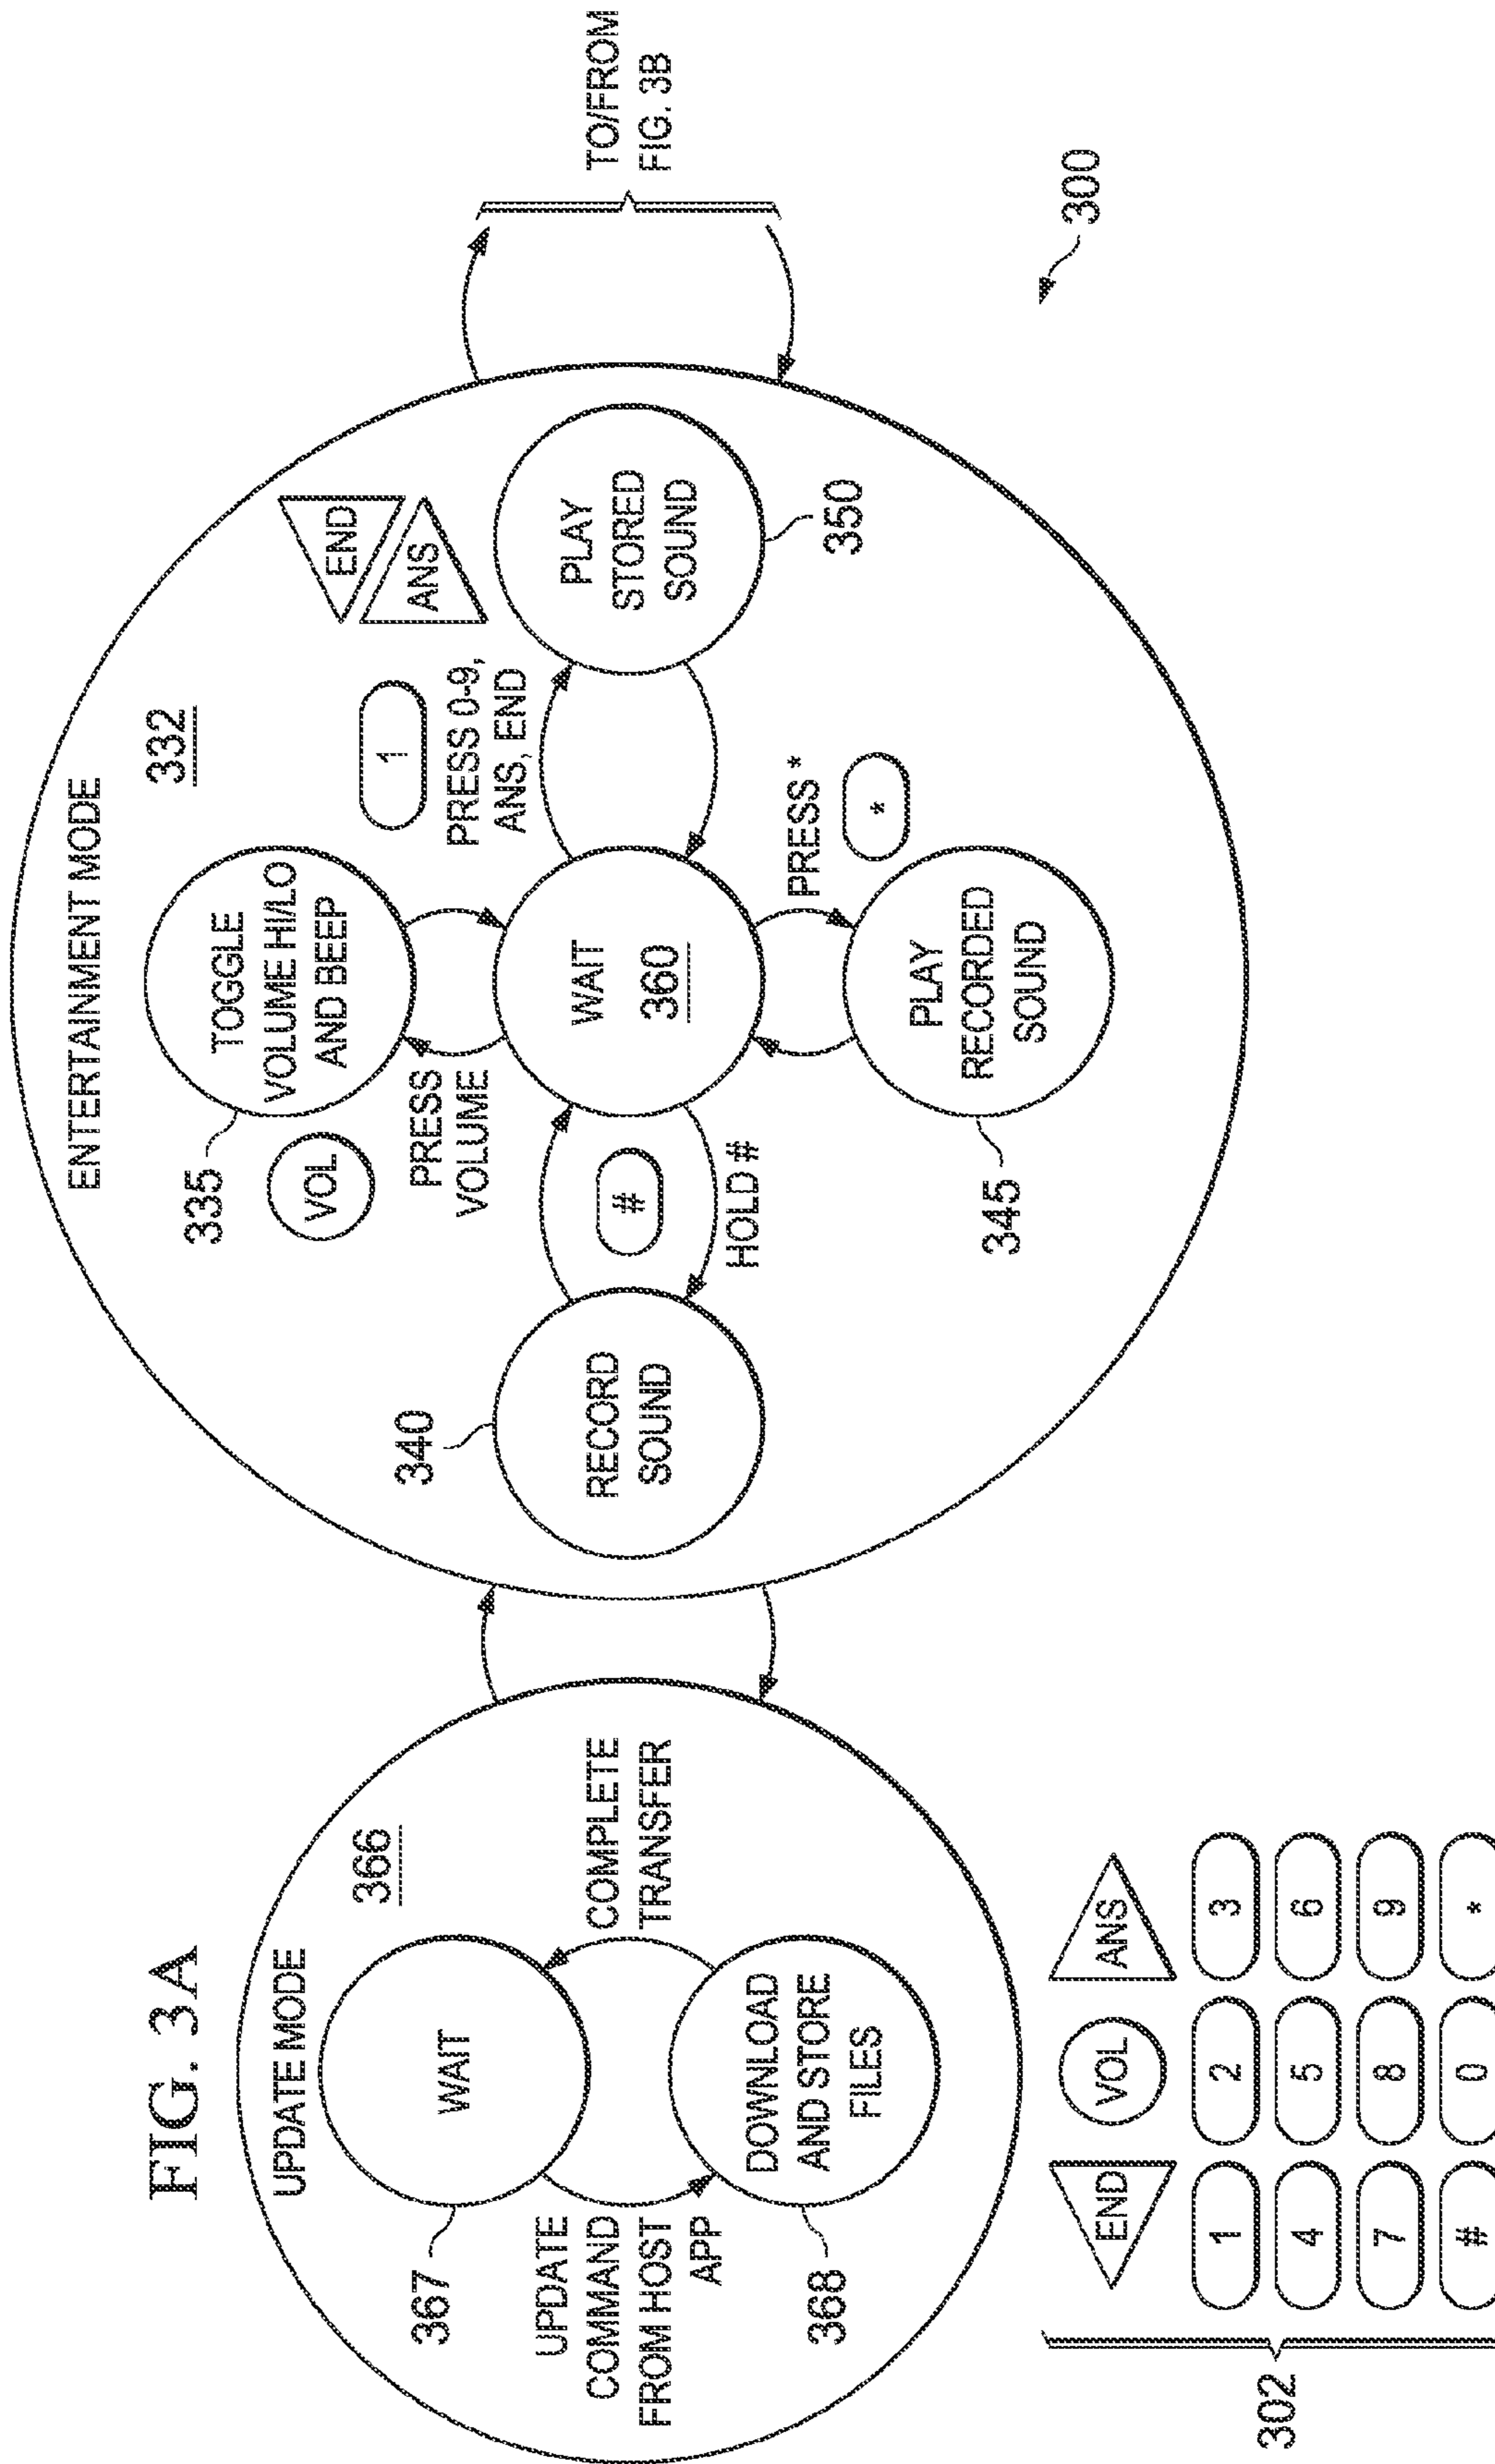 FIG. 3A
UPDATE MODE
366
WAIT
367
UPDATE
COMMAND
FROM HOST
APP
COMPLETE
TRANSFER
DOWNLOAD
AND STORE
FILES
368
ENTERTAINMENT MODE
332
TOGGLE
VOLUME HI/LO
AND BEEP
335
VOL
PRESS
VOLUME
1
PRESS 0-9,
ANS, END
END
ANS
340
RECORD
SOUND
#
HOLD #
WAIT
360
PLAY
STORED
SOUND
350
PRESS *
*
PLAY
RECORDED
SOUND
345
TO/FROM
FIG. 3B
300
302
END VOL ANS
1 2 3
4 5 6
7 8 9
# 0 *